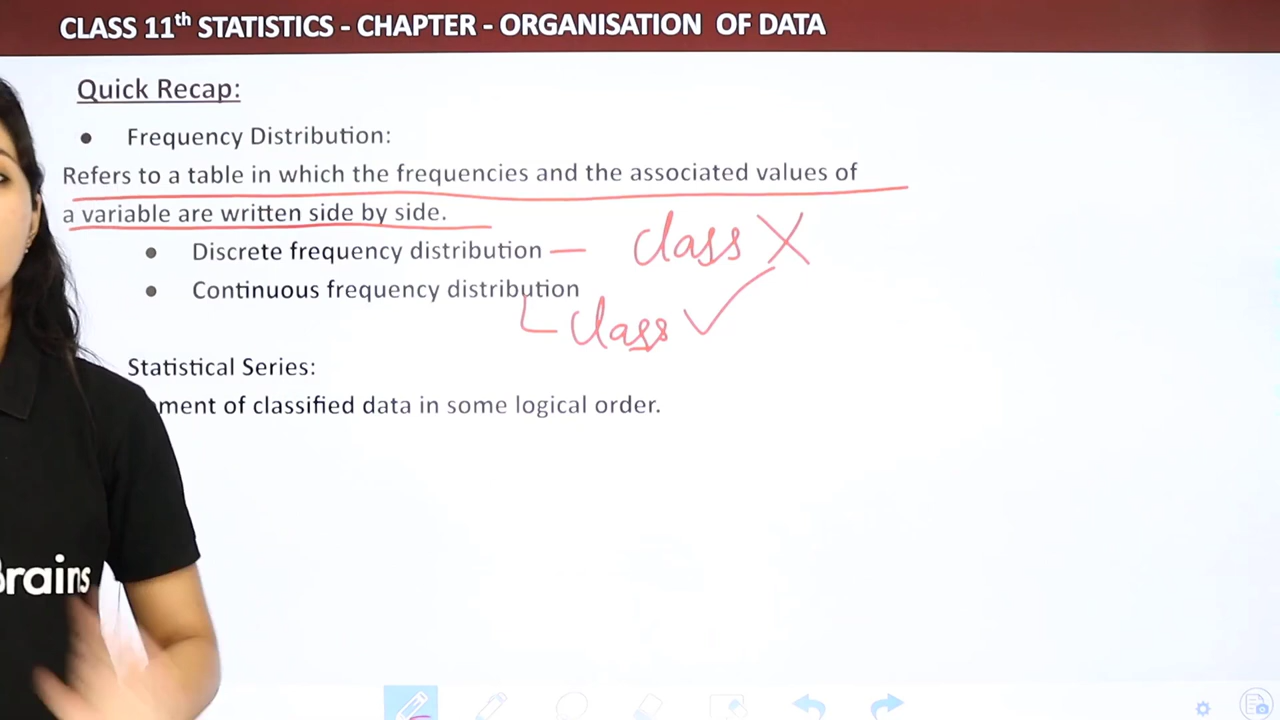 CLASS 11th STATISTICS - CHAPTER - ORGANISATION OF DATA
Quick Recap:
● Frequency Distribution:
Refers to a table in which the frequencies and the associated values of
a variable are written side by side.
● Discrete frequency distribution — class X
● Continuous frequency distribution
class ✓
Statistical Series:
ment of classified data in some logical order.
Brains